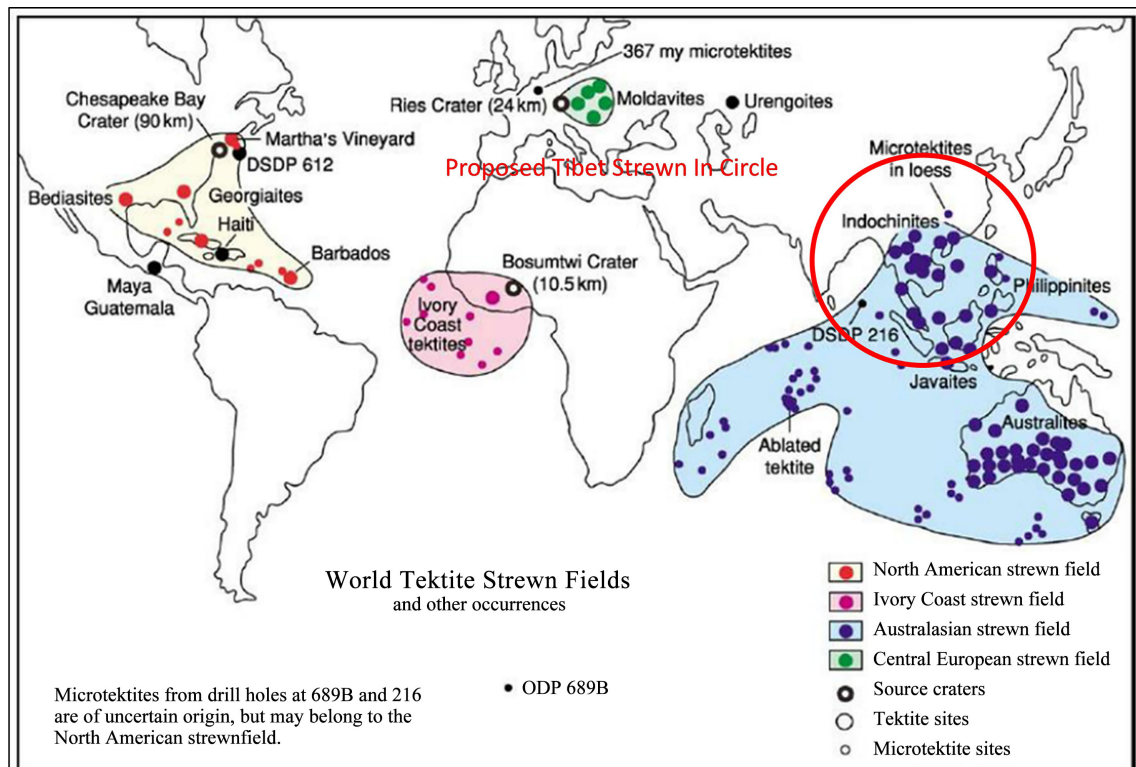 367 my microtektites
Chesapeake Bay
Crater (90 km)
Ries Crater (24 km)
Moldavites
Urengoites
Martha's Vineyard
DSDP 612
Proposed Tibet Strewn In Circle
Microtektites
in loess
Bediasites
Georgiaites
Haiti
Indochinites
Barbados
Bosumtwi Crater
(10.5 km)
Maya
Guatemala
Ivory
Coast
tektites
Philippinites
DSDP 216
Javaites
Ablated
tektite
Australites
World Tektite Strewn Fields
and other occurrences
North American strewn field
Ivory Coast strewn field
Australasian strewn field
Central European strewn field
Source craters
Tektite sites
Microtektite sites
ODP 689B
Microtektites from drill holes at 689B and 216
are of uncertain origin, but may belong to the
North American strewnfield.